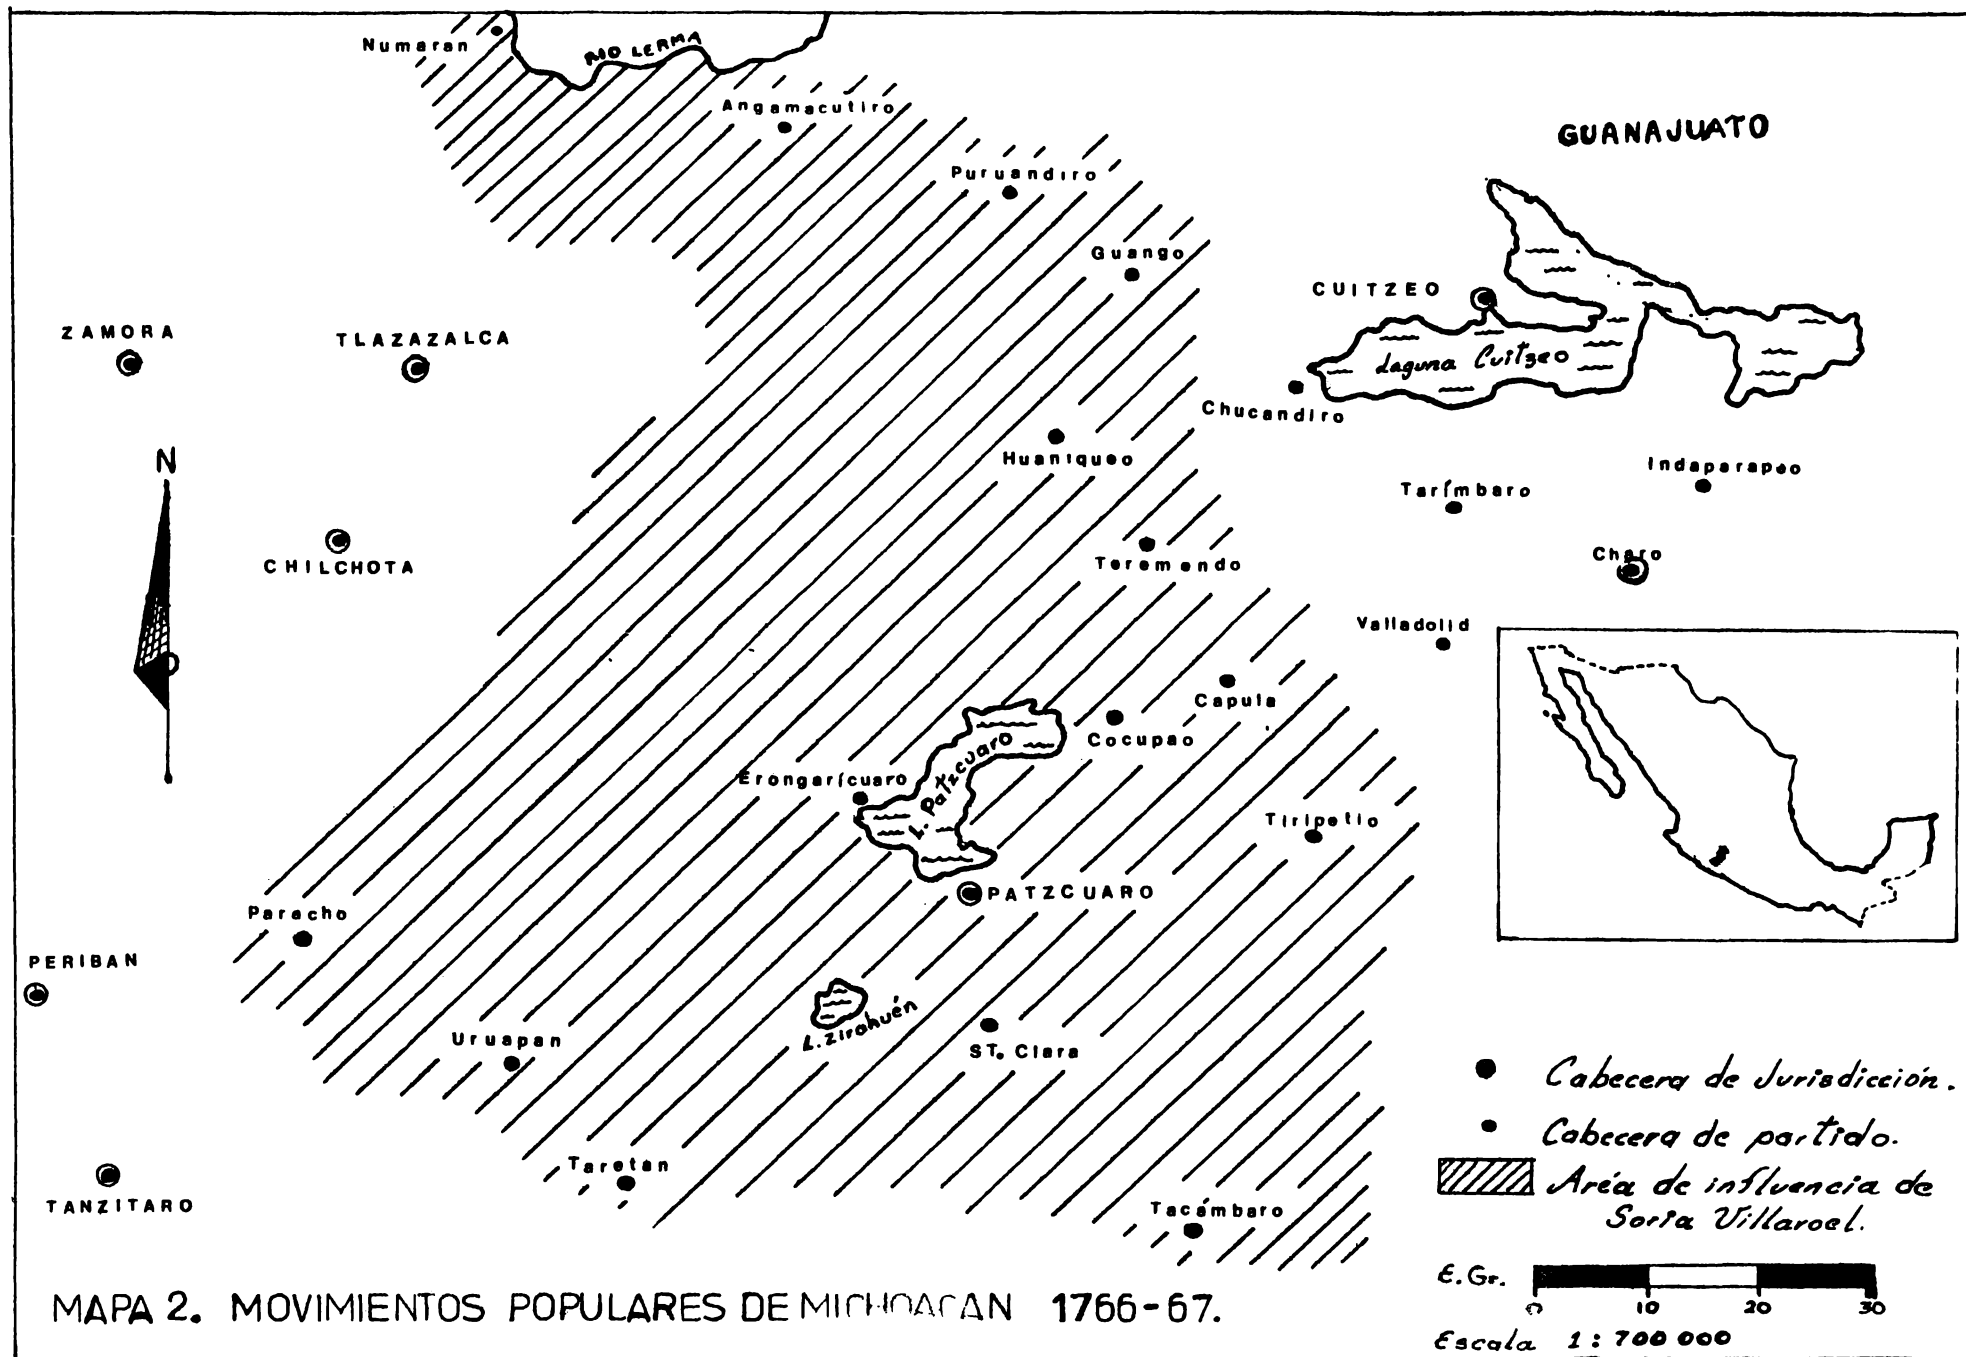 Numaran
RIO LERMA
Angamacutiro
GUANAJUATO
Puruandiro
Guango
CUITZEO
ZAMORA
TLAZAZALCA
Laguna Cuitzeo
Chucandiro
N
Huaniqueo
Indaparapeo
Tarímbaro
CHILCHOTA
Teremendo
Charo
Valladolid
Capula
Cocupao
L. Patzcuaro
Erongarícuaro
Tiripetio
PATZCUARO
Paracho
PERIBAN
L. Zirahuén
Uruapan
ST. Clara
Cabecera de Jurisdicción.
Cabecera de partido.
Taretan
Aréa de influencia de
Soria Villaroel.
TANZITARO
Tacámbaro
E.Gr.
0 10 20 30
Escala 1:700 000
MAPA 2. MOVIMIENTOS POPULARES DE MICHOACAN 1766-67.